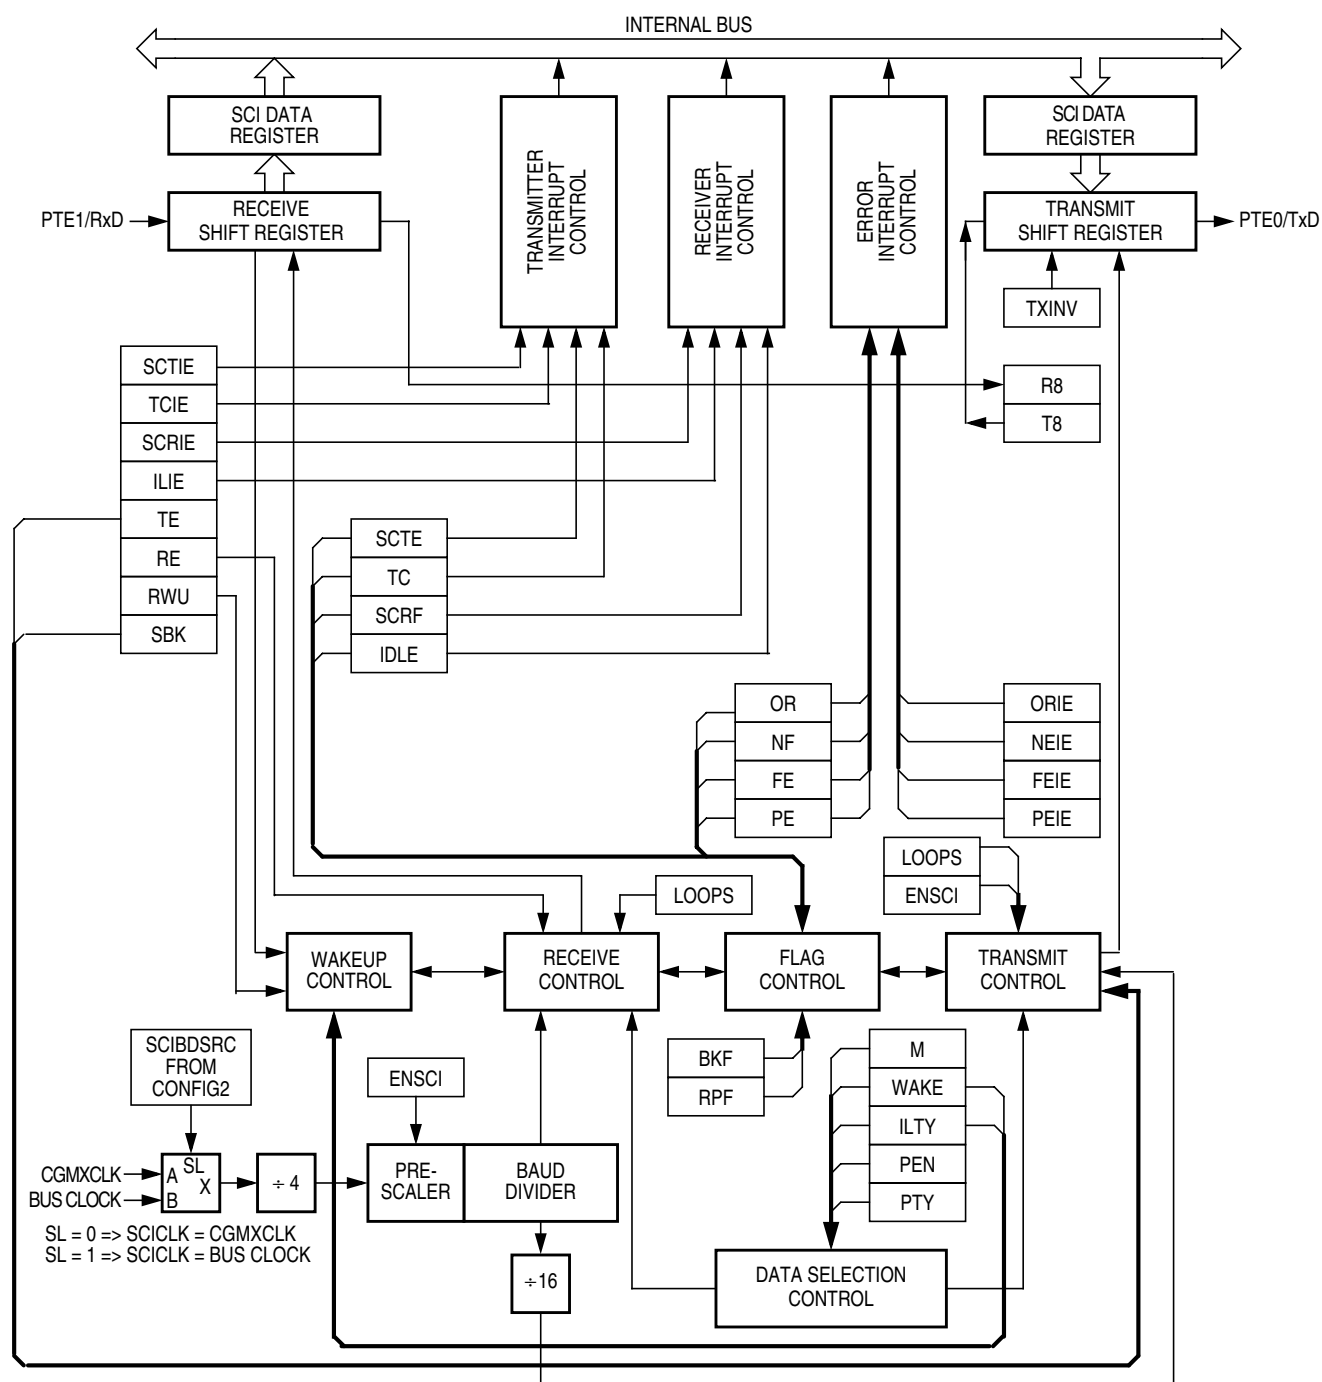 INTERNAL BUS
SCI DATA
REGISTER
SCI DATA
REGISTER
TRANSMITTER
INTERRUPT
CONTROL
RECEIVER
INTERRUPT
CONTROL
ERROR
INTERRUPT
CONTROL
PTE1/RxD
RECEIVE
SHIFT REGISTER
TRANSMIT
SHIFT REGISTER
PTE0/TxD
TXINV
SCTIE
TCIE
SCRIE
ILIE
TE
RE
RWU
SBK
R8
T8
SCTE
TC
SCRF
IDLE
OR
NF
FE
PE
ORIE
NEIE
FEIE
PEIE
LOOPS
ENSCI
LOOPS
WAKEUP
CONTROL
RECEIVE
CONTROL
FLAG
CONTROL
TRANSMIT
CONTROL
SCIBDSRC
FROM
CONFIG2
ENSCI
BKF
RPF
M
WAKE
ILTY
PEN
PTY
CGMXCLK
BUS CLOCK
SL
A
X
B
÷ 4
PRE-
SCALER
BAUD
DIVIDER
SL = 0 => SCICLK = CGMXCLK
SL = 1 => SCICLK = BUS CLOCK
÷16
DATA SELECTION
CONTROL